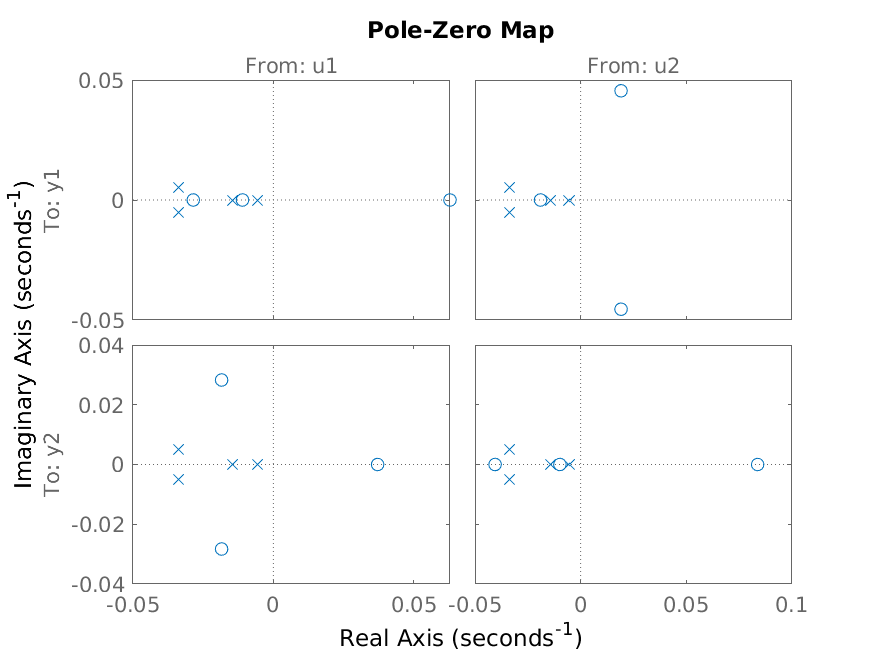 Pole-Zero Map
From: u1
From: u2
0.05
0
-0.05
To: y1
0.04
0.02
0
-0.02
-0.04
To: y2
Imaginary Axis (seconds⁻¹)
-0.05
0
0.05
-0.05
0
0.05
0.1
Real Axis (seconds⁻¹)